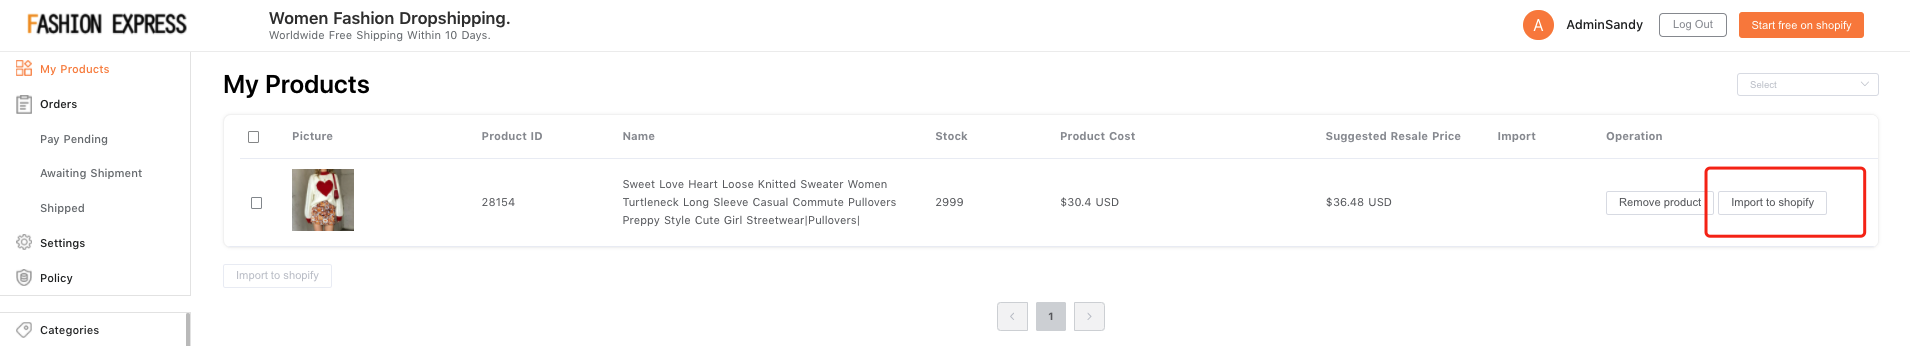 FASHION EXPRESS
Women Fashion Dropshipping.
Worldwide Free Shipping Within 10 Days.
A
AdminSandy
Log Out
Start free on shopify
My Products
Orders
Pay Pending
Awaiting Shipment
Shipped
Settings
Policy
Categories
My Products
Select
Picture
Product ID
Name
Stock
Product Cost
Suggested Resale Price
Import
Operation
28154
Sweet Love Heart Loose Knitted Sweater Women
Turtleneck Long Sleeve Casual Commute Pullovers
Preppy Style Cute Girl Streetwear|Pullovers|
2999
$30.4 USD
$36.48 USD
Remove product
Import to shopify
Import to shopify
1